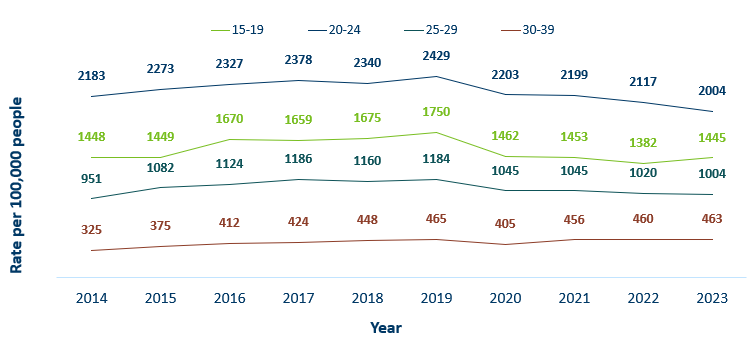 15-19 20-24 25-29 30-39
2183 2273 2327 2378 2340 2429 2203 2199 2117 2004
1448 1449 1670 1659 1675 1750 1462 1453 1382 1445
951 1082 1124 1186 1160 1184 1045 1045 1020 1004
325 375 412 424 448 465 405 456 460 463
Rate per 100,000 people
2014 2015 2016 2017 2018 2019 2020 2021 2022 2023
Year